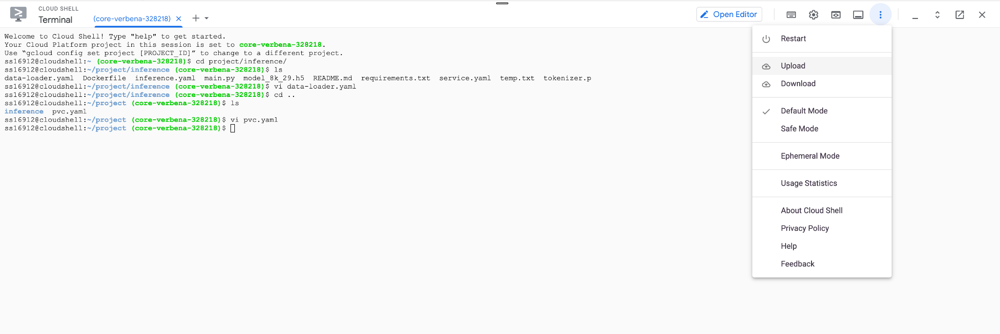 CLOUD SHELL
Terminal
(core-verbena-328218)
Open Editor
Welcome to Cloud Shell! Type "help" to get started.
Your Cloud Platform project in this session is set to core-verbena-328218.
Use “gcloud config set project [PROJECT_ID]” to change to a different project.
ss16912@cloudshell:~ (core-verbena-328218)$ cd project/inference/
ss16912@cloudshell:~/project/inference (core-verbena-328218)$ ls
data-loader.yaml Dockerfile inference.yaml main.py model_8k_29.h5 README.md requirements.txt service.yaml temp.txt tokenizer.p
ss16912@cloudshell:~/project/inference (core-verbena-328218)$ vi data-loader.yaml
ss16912@cloudshell:~/project/inference (core-verbena-328218)$ cd ..
ss16912@cloudshell:~/project (core-verbena-328218)$ ls
inference pvc.yaml
ss16912@cloudshell:~/project (core-verbena-328218)$ vi pvc.yaml
ss16912@cloudshell:~/project (core-verbena-328218)$
Restart
Upload
Download
Default Mode
Safe Mode
Ephemeral Mode
Usage Statistics
About Cloud Shell
Privacy Policy
Help
Feedback